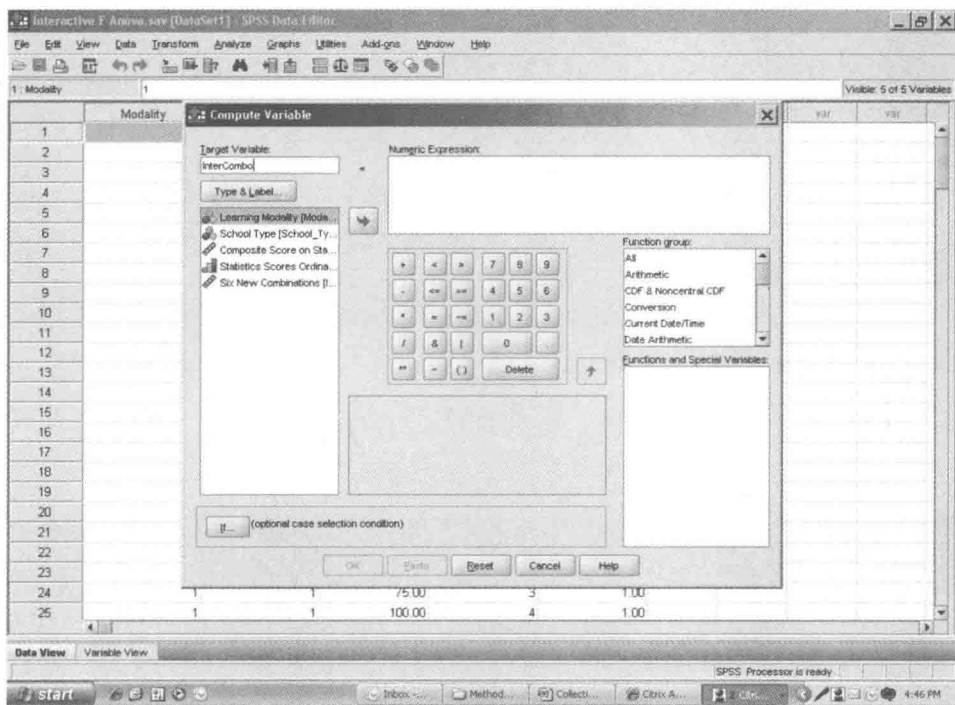 Interactive F Anova.sav [DataSet1] - SPSS Data Editor
File Edit View Data Transform Analyze Graphs Utilities Add-ons Window Help
1 : Modality 1 Visible: 5 of 5 Variables
Modality var var
Compute Variable
Target Variable:
InterCombo
=
Numeric Expression:
Type & Label...
Learning Modality [Moda...
School Type [School_Ty...
Composite Score on Sta...
Statistics Scores Ordina...
Six New Combinations [I...
+ < > 7 8 9
- <= >= 4 5 6
* = ~= 1 2 3
/ & | 0 .
** ~ ( ) Delete
Function group:
All
Arithmetic
CDF & Noncentral CDF
Conversion
Current Date/Time
Date Arithmetic
Functions and Special Variables:
If... (optional case selection condition)
OK Paste Reset Cancel Help
1
2
3
4
5
6
7
8
9
10
11
12
13
14
15
16
17
18
19
20
21
22
23
24 1 1 75.00 3 1.00
25 1 1 100.00 4 1.00
Data View Variable View
SPSS Processor is ready
start Inbox -... Method... Collecti... Citrix A... 2 Citri... 4:46 PM